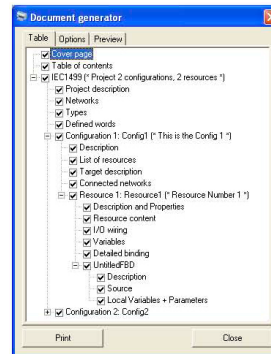 Document generator
Table Options Preview
Cover page
Table of contents
IEC1499 (* Project 2 configurations, 2 resources *)
Project description
Networks
Types
Defined words
Configuration 1: Config1 (* This is the Config 1 *)
Description
List of resources
Target description
Connected networks
Resource 1: Resource1 (* Resource Number 1 *)
Description and Properties
Resource content
I/O wiring
Variables
Detailed binding
UntitledFBD
Description
Source
Local Variables + Parameters
Configuration 2: Config2
Print Close